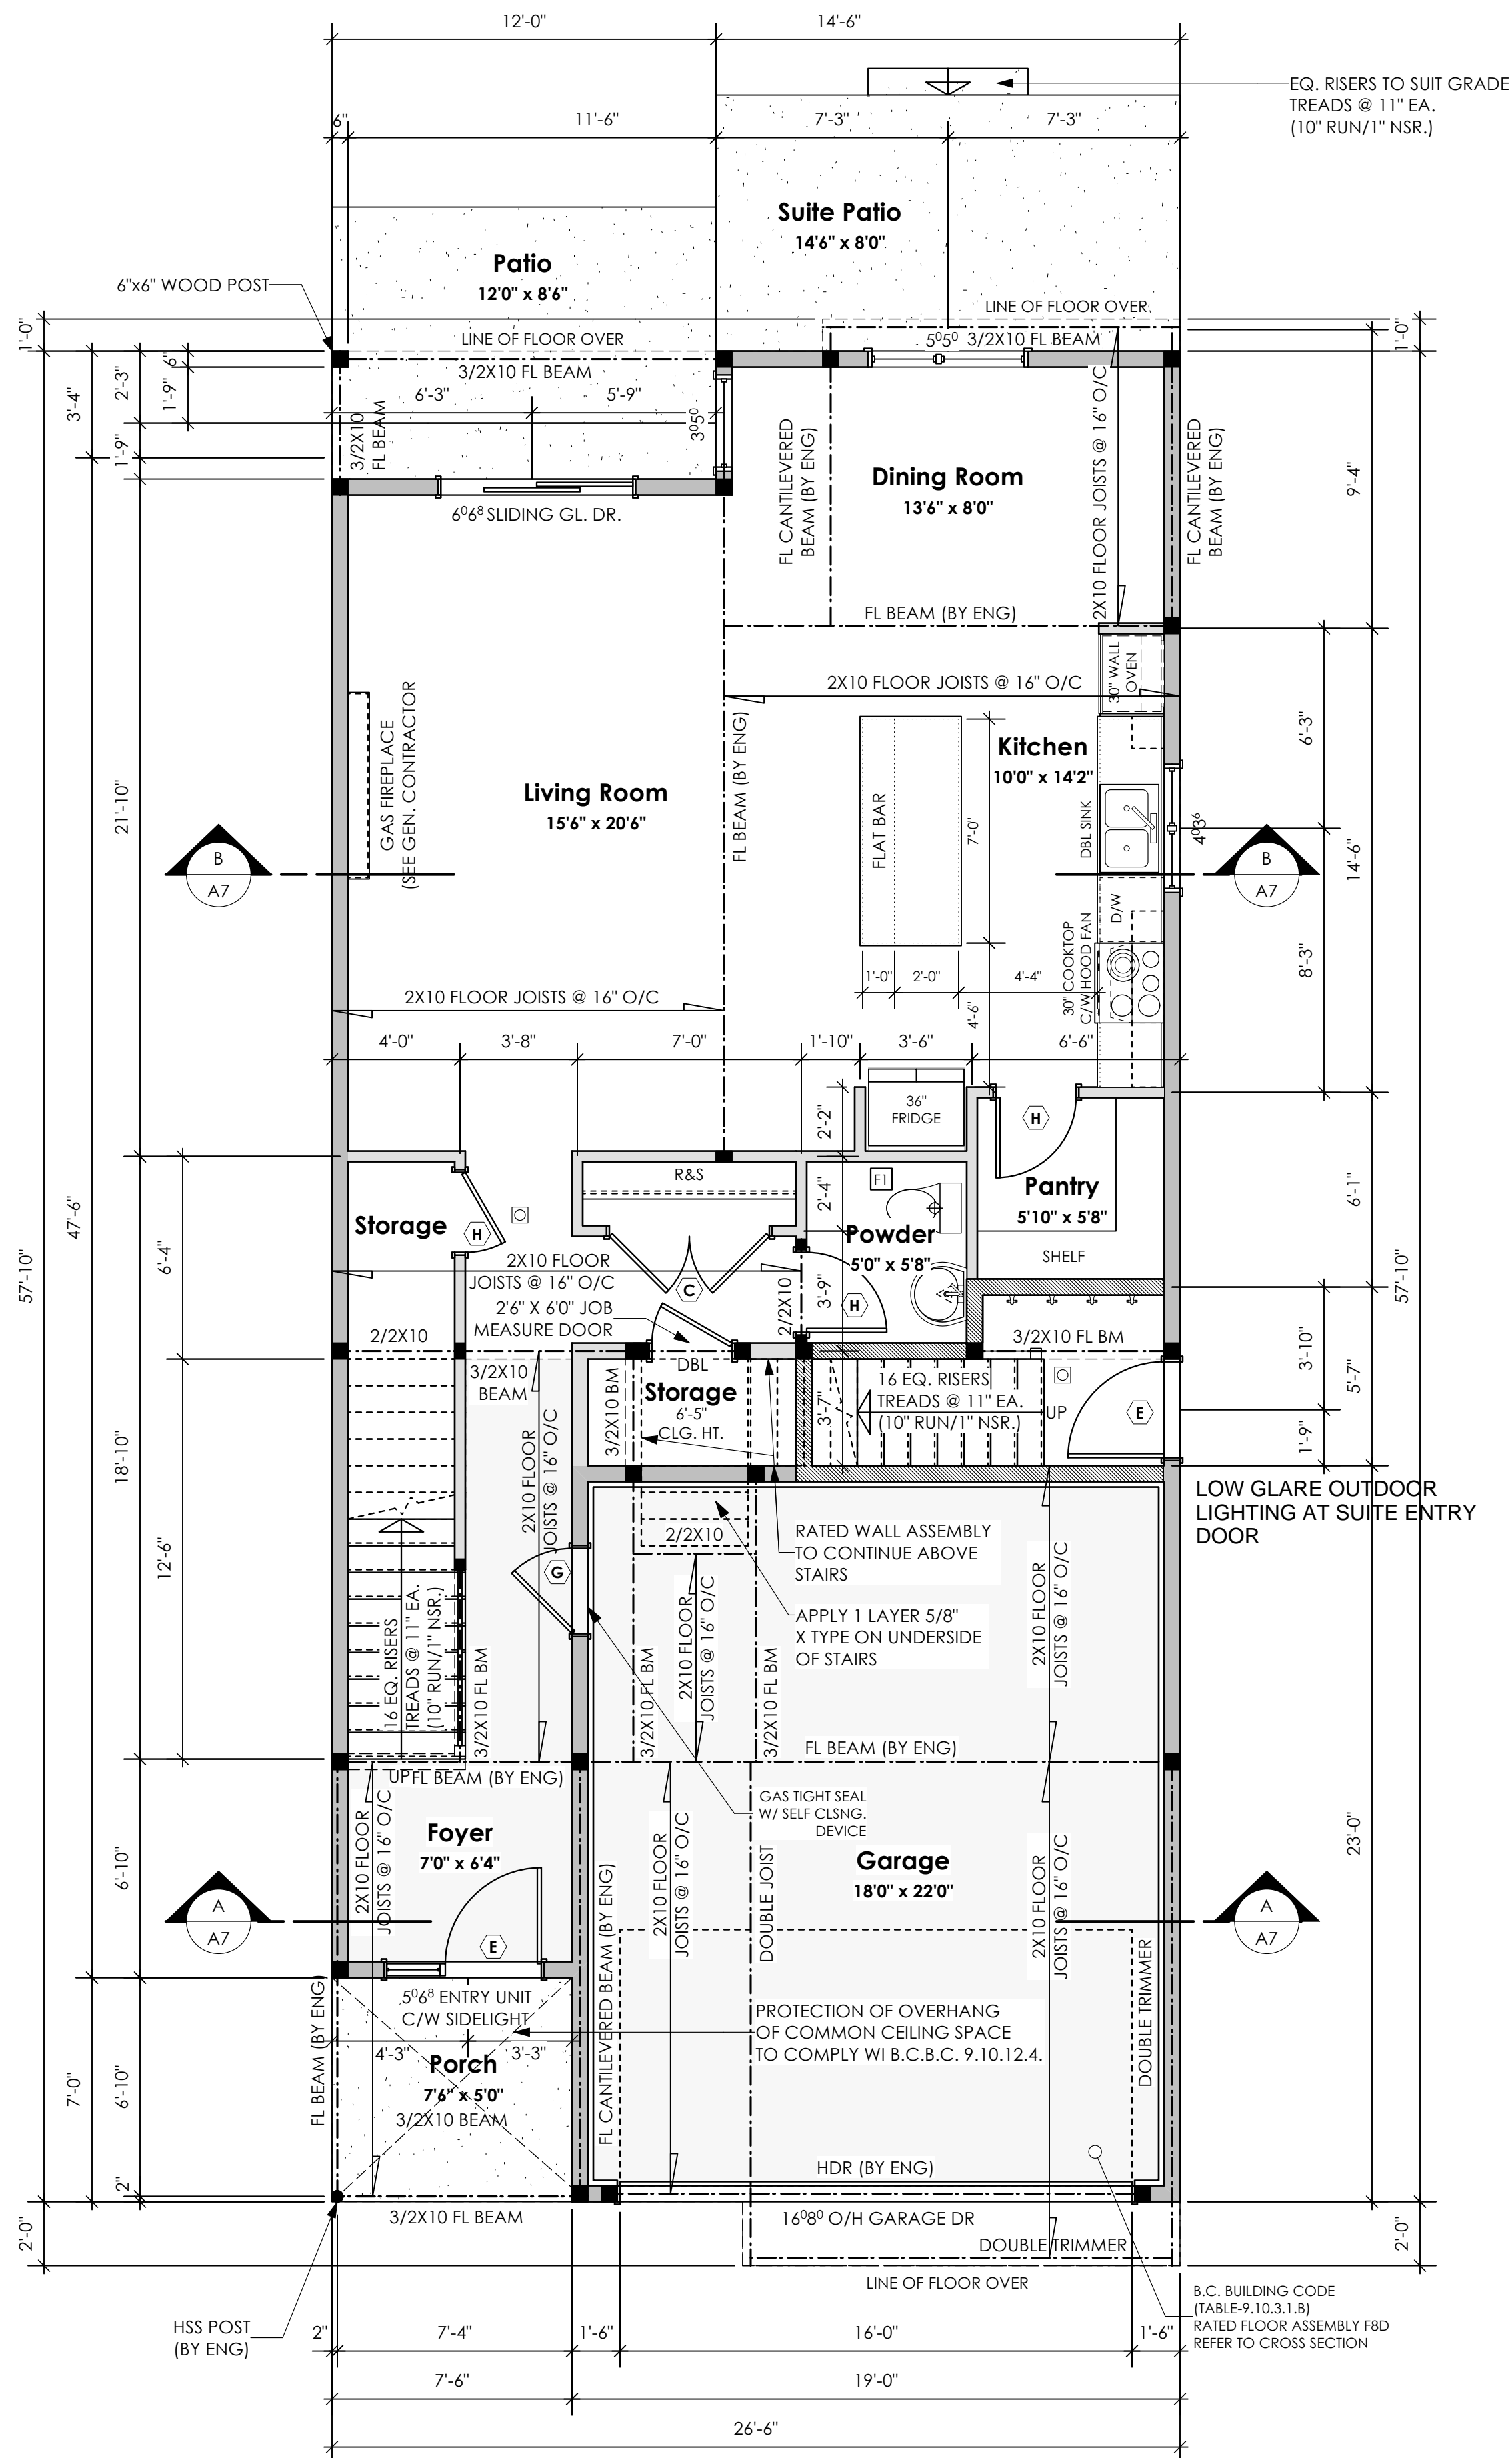 12'-0"
14'-6"
EQ. RISERS TO SUIT GRADE
TREADS @ 11" EA.
(10" RUN/1" NSR.)
6"
11'-6"
7'-3"
7'-3"
Suite Patio
14'6" x 8'0"
Patio
12'0" x 8'6"
6"x6" WOOD POST
LINE OF FLOOR OVER
LINE OF FLOOR OVER
5⁰5⁰
3/2X10 FL BEAM
1'-0"
1'-0"
3/2X10 FL BEAM
6"
2'-3"
1'-9"
3'-4"
1'-9"
6'-3"
5'-9"
3/2X10
FL BEAM
3⁰5⁰
6⁰6⁸ SLIDING GL. DR.
FL CANTILEVERED
BEAM (BY ENG)
Dining Room
13'6" x 8'0"
2X10 FLOOR JOISTS @ 16" O/C
FL CANTILEVERED
BEAM (BY ENG)
9'-4"
FL BEAM (BY ENG)
30" WALL
OVEN
2X10 FLOOR JOISTS @ 16" O/C
GAS FIREPLACE
(SEE GEN. CONTRACTOR
FL BEAM (BY ENG)
Kitchen
10'0" x 14'2"
6'-3"
Living Room
15'6" x 20'6"
21'-10"
FLAT BAR
7'-0"
DBL SINK
4⁰3⁶
B
A7
B
A7
14'-6"
D/W
30" COOKTOP
C/W HOOD FAN
8'-3"
1'-0"
2'-0"
4'-4"
4'-6"
2X10 FLOOR JOISTS @ 16" O/C
4'-0"
3'-8"
7'-0"
1'-10"
3'-6"
6'-6"
36"
FRIDGE
H
2'-2"
R&S
F1
Pantry
5'10" x 5'8"
SHELF
6'-1"
2'-4"
Storage
H
Powder
5'0" x 5'8"
47'-6"
57'-10"
6'-4"
57'-10"
2X10 FLOOR
JOISTS @ 16" O/C
C
2'6" X 6'0" JOB
MEASURE DOOR
2/2X10
3'-9"
H
2/2X10
3/2X10 FL BM
3'-10"
5'-7"
3/2X10
BEAM
DBL
Storage
6'-5"
CLG. HT.
3/2X10 BM
3'-7"
16 EQ. RISERS
TREADS @ 11" EA.
(10" RUN/1" NSR.)
UP
E
1'-9"
18'-10"
2X10 FLOOR
JOISTS @ 16" O/C
LOW GLARE OUTDOOR
LIGHTING AT SUITE ENTRY
DOOR
12'-6"
2/2X10
RATED WALL ASSEMBLY
TO CONTINUE ABOVE
STAIRS
G
2X10 FLOOR
JOISTS @ 16" O/C
2X10 FLOOR
JOISTS @ 16" O/C
APPLY 1 LAYER 5/8"
X TYPE ON UNDERSIDE
OF STAIRS
16 EQ. RISERS
TREADS @ 11" EA.
(10" RUN/1" NSR.)
3/2X10 FL BM
3/2X10 FL BM
3/2X10 FL BM
FL BEAM (BY ENG)
UP
FL BEAM (BY ENG)
GAS TIGHT SEAL
W/ SELF CLSNG.
DEVICE
Foyer
7'0" x 6'4"
2X10 FLOOR
JOISTS @ 16" O/C
2X10 FLOOR
JOISTS @ 16" O/C
DOUBLE JOIST
Garage
18'0" x 22'0"
2X10 FLOOR
JOISTS @ 16" O/C
23'-0"
6'-10"
A
A7
A
A7
E
FL CANTILEVERED BEAM (BY ENG)
DOUBLE TRIMMER
FL BEAM (BY ENG)
5⁰6⁸ ENTRY UNIT
C/W SIDELIGHT
4'-3"
3'-3"
PROTECTION OF OVERHANG
OF COMMON CEILING SPACE
TO COMPLY WI B.C.B.C. 9.10.12.4.
Porch
7'6" x 5'0"
3/2X10 BEAM
7'-0"
6'-10"
2"
HDR (BY ENG)
3/2X10 FL BEAM
16⁰8⁰ O/H GARAGE DR
DOUBLE TRIMMER
2'-0"
2'-0"
LINE OF FLOOR OVER
B.C. BUILDING CODE
(TABLE-9.10.3.1.B)
RATED FLOOR ASSEMBLY F8D
REFER TO CROSS SECTION
HSS POST
(BY ENG)
2"
7'-4"
1'-6"
16'-0"
1'-6"
7'-6"
19'-0"
26'-6"